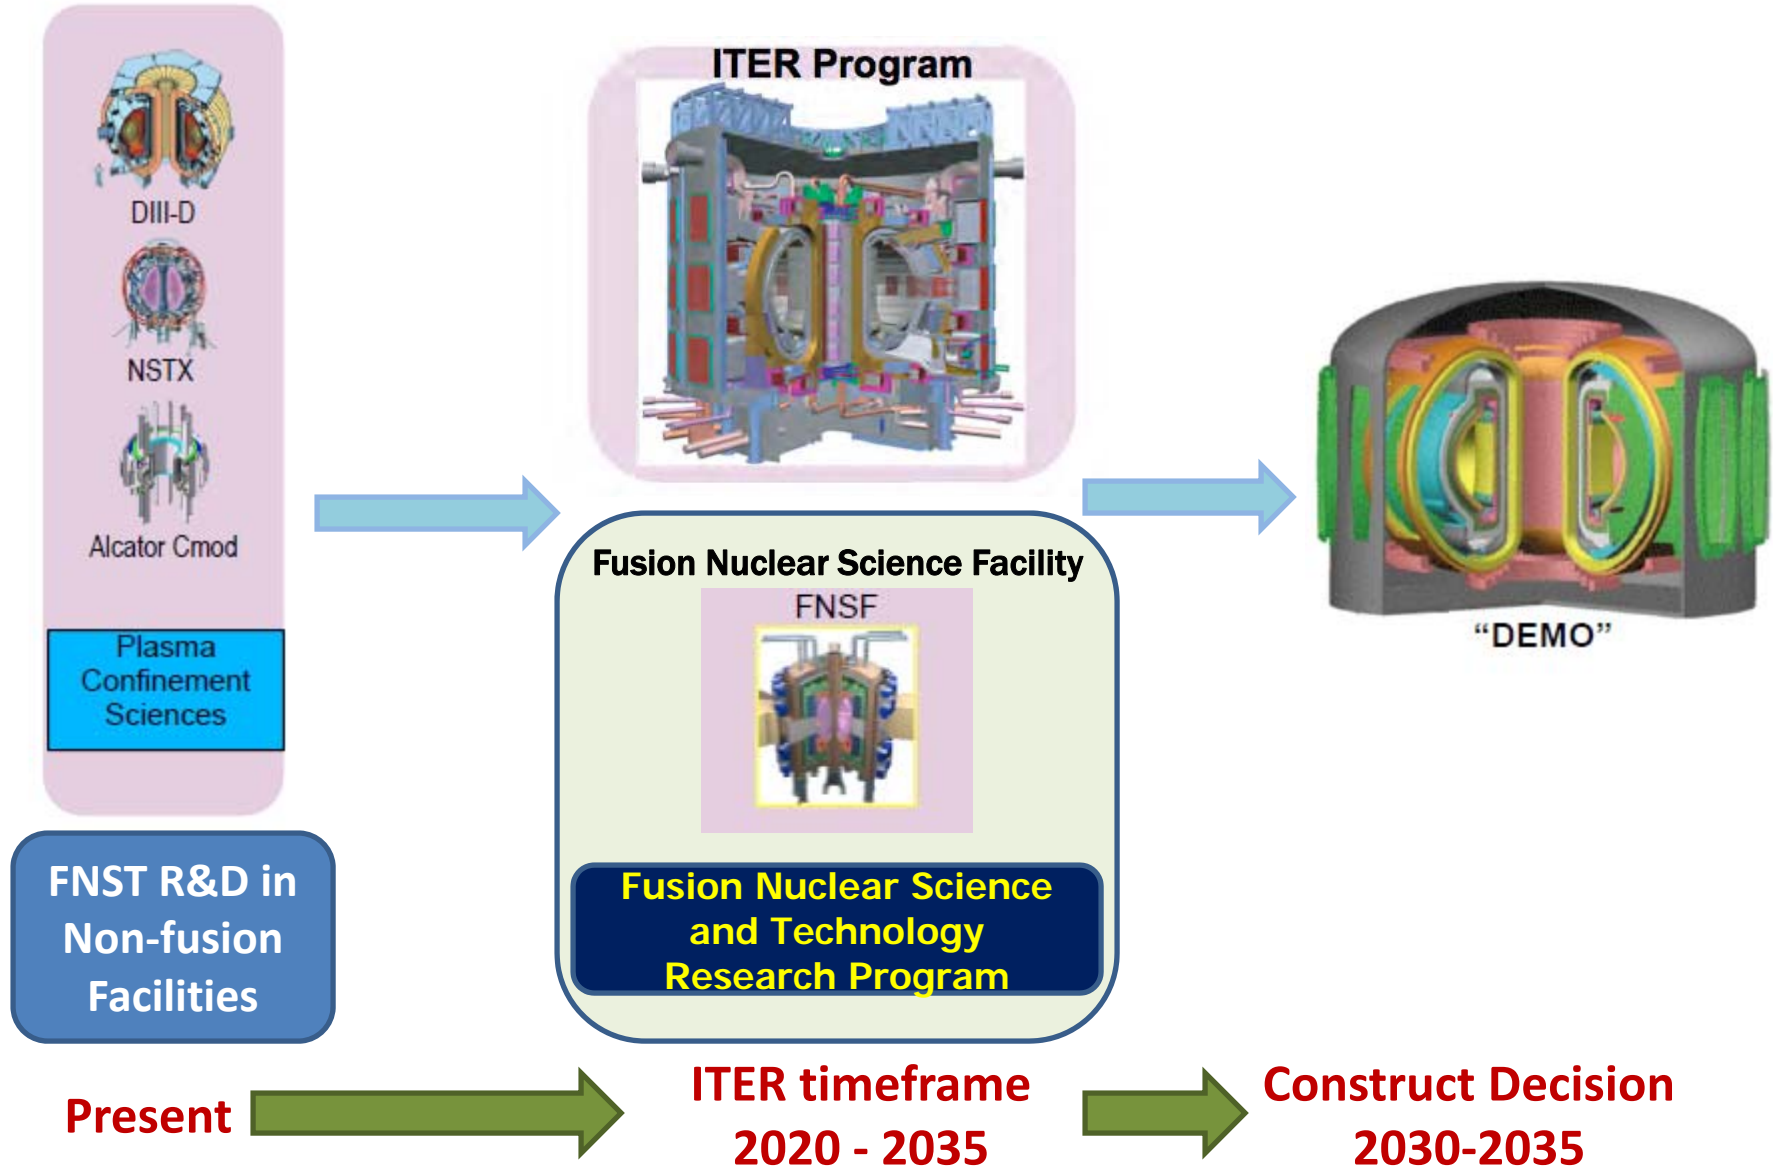 DIII-D
NSTX
Alcator Cmod
Plasma
Confinement
Sciences
FNST R&D in
Non-fusion
Facilities
ITER Program
Fusion Nuclear Science Facility
FNSF
Fusion Nuclear Science
and Technology
Research Program
“DEMO”
Present
ITER timeframe
2020 - 2035
Construct Decision
2030-2035